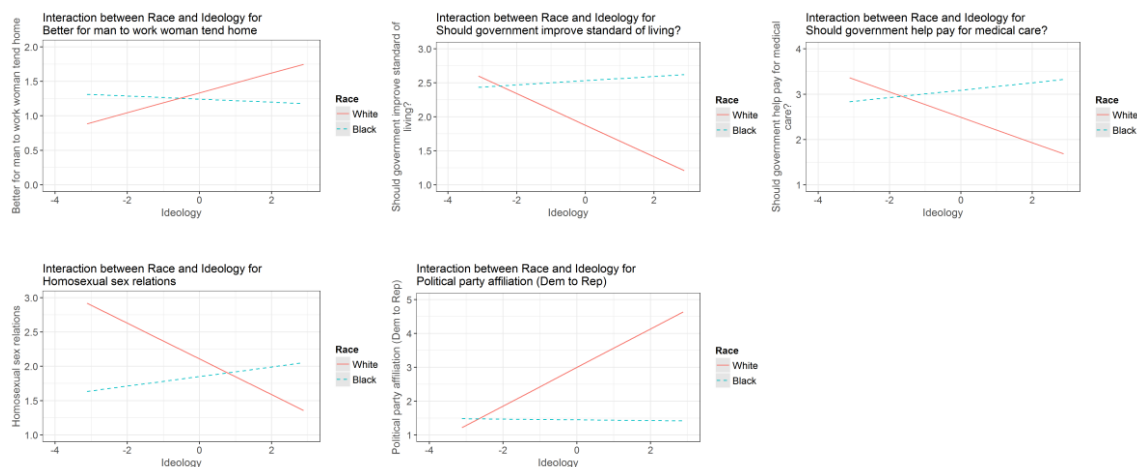 Interaction between Race and Ideology for
Better for man to work woman tend home
Better for man to work woman tend home
2.0
1.5
1.0
0.5
0.0
-4
-2
0
2
Ideology
Race
White
Black
Interaction between Race and Ideology for
Should government improve standard of living?
Should government improve standard of
living?
3.0
2.5
2.0
1.5
1.0
-4
-2
0
2
Ideology
Race
White
Black
Interaction between Race and Ideology for
Should government help pay for medical care?
Should government help pay for medical
care?
4
3
2
1
-4
-2
0
2
Ideology
Race
White
Black
Interaction between Race and Ideology for
Homosexual sex relations
Homosexual sex relations
3.0
2.5
2.0
1.5
1.0
-4
-2
0
2
Ideology
Race
White
Black
Interaction between Race and Ideology for
Political party affiliation (Dem to Rep)
Political party affiliation (Dem to Rep)
5
4
3
2
1
-4
-2
0
2
Ideology
Race
White
Black